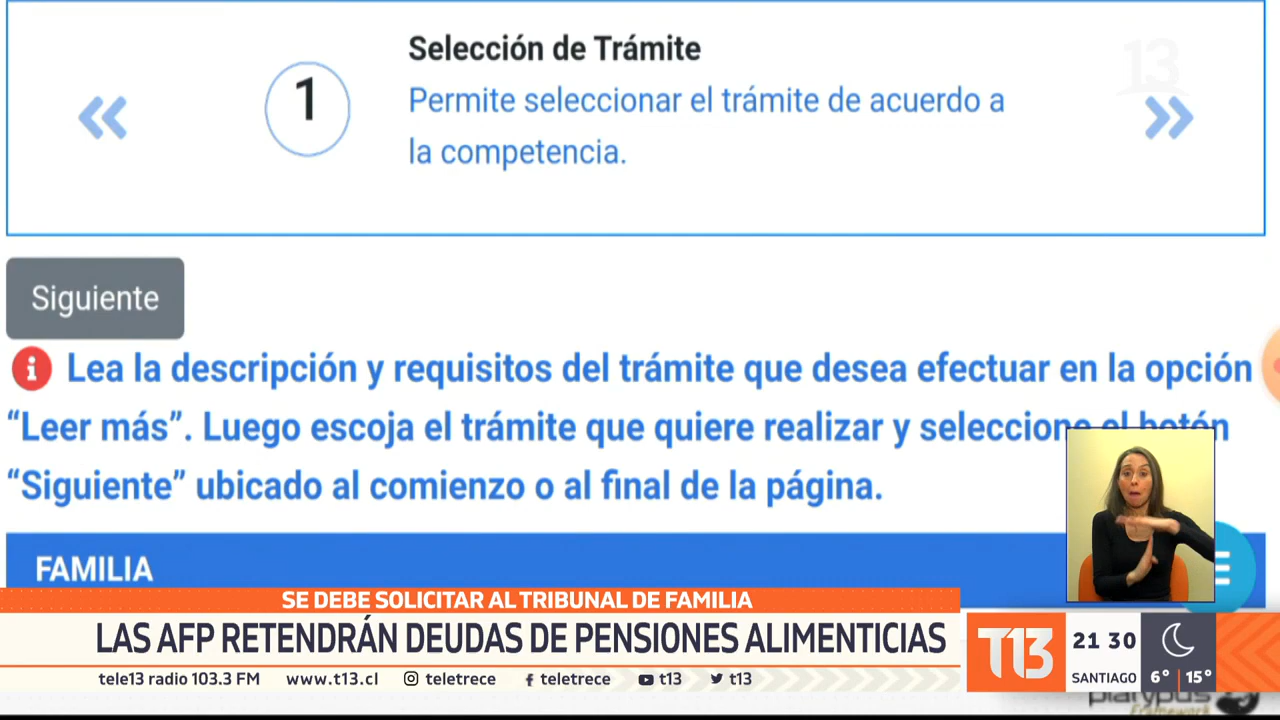 Selección de Trámite
13
1
Permite seleccionar el trámite de acuerdo a
la competencia.
Siguiente
Lea la descripción y requisitos del trámite que desea efectuar en la opción
“Leer más”. Luego escoja el trámite que quiere realizar y seleccione el botón
“Siguiente” ubicado al comienzo o al final de la página.
FAMILIA
SE DEBE SOLICITAR AL TRIBUNAL DE FAMILIA
LAS AFP RETENDRÁN DEUDAS DE PENSIONES ALIMENTICIAS
T13
21 30
SANTIAGO 6° 15°
tele13 radio 103.3 FM www.t13.cl teletrece teletrece t13 t13
platypus
Framework